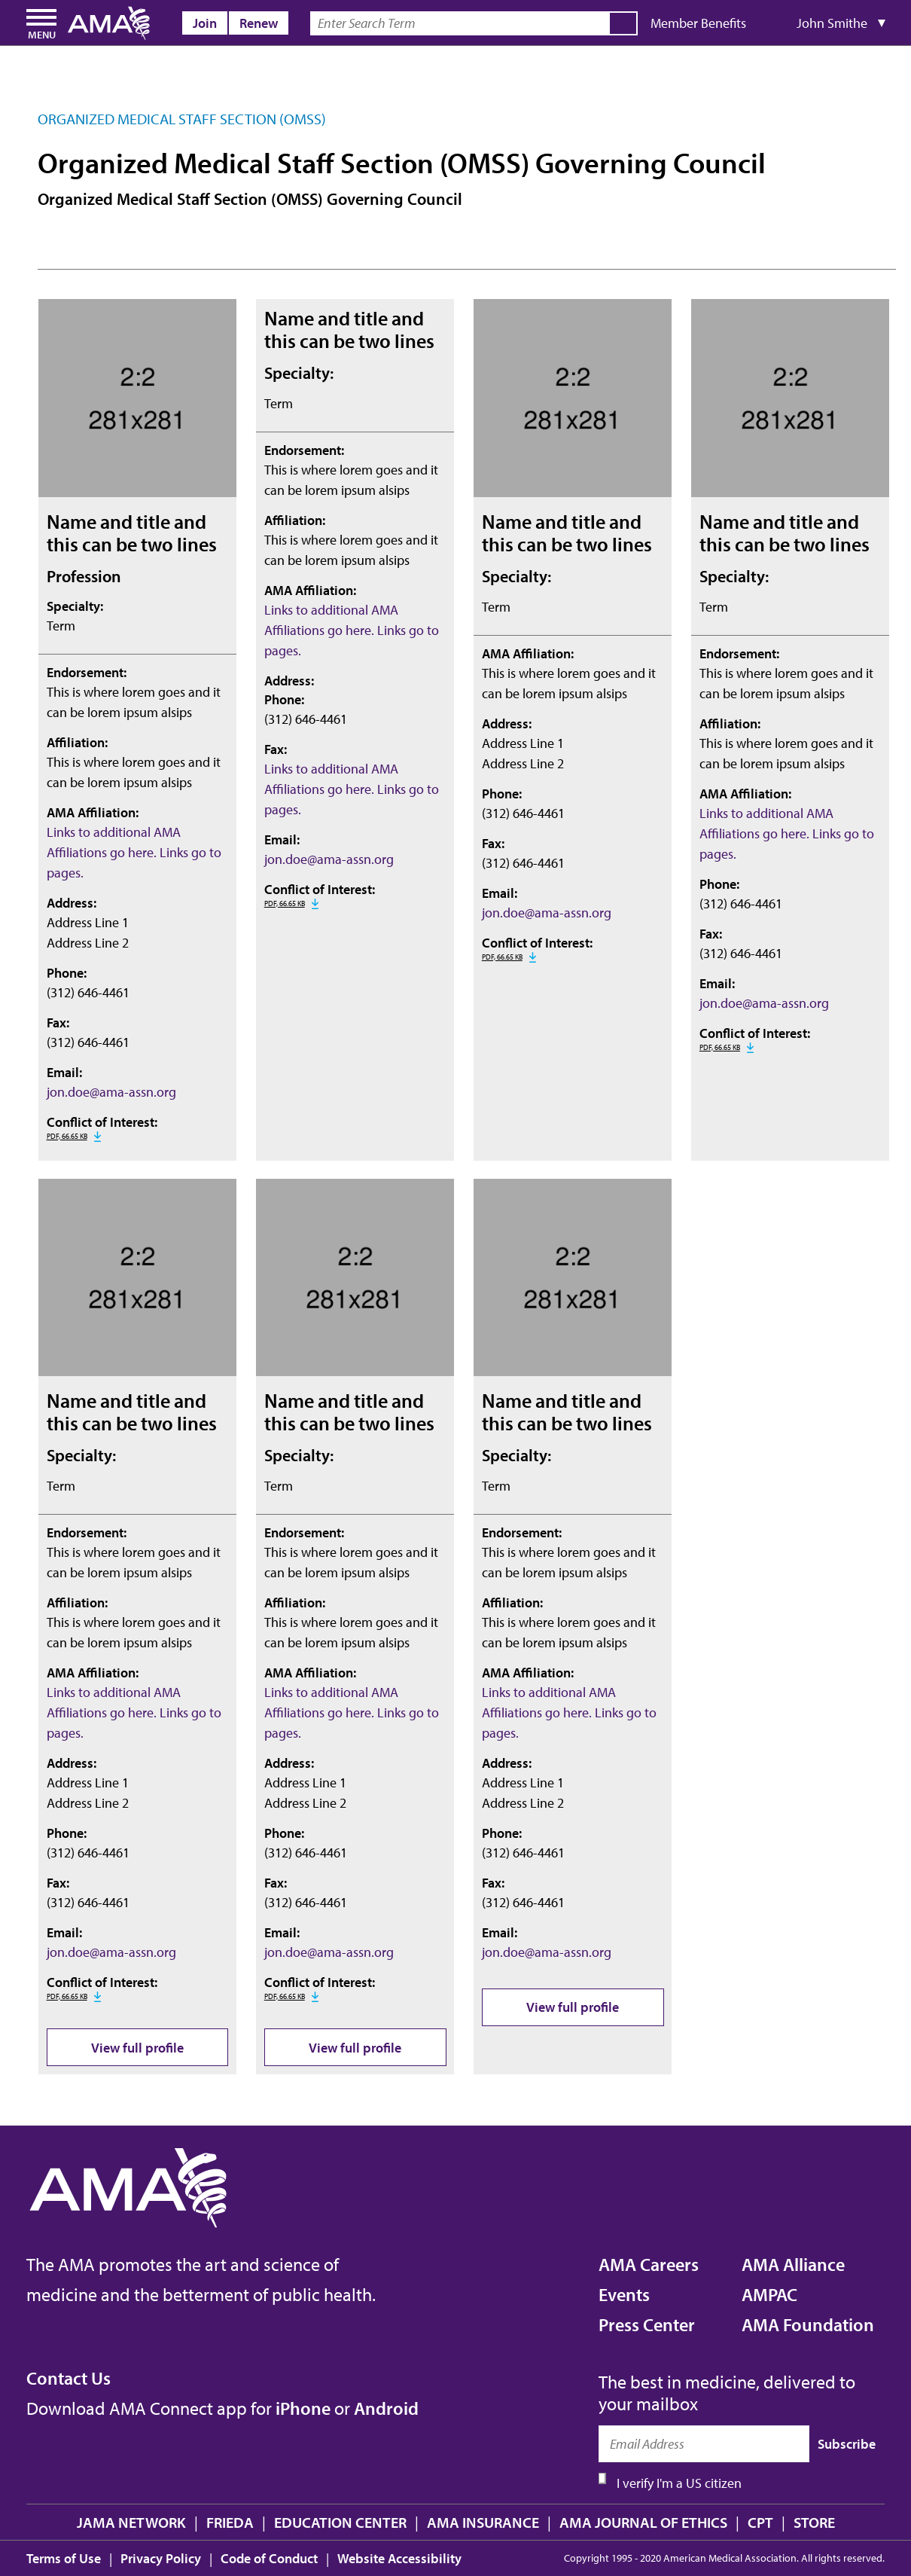 MENU
AMA
Join
Renew
Enter Search Term
Member Benefits
John Smithe ▼
ORGANIZED MEDICAL STAFF SECTION (OMSS)
Organized Medical Staff Section (OMSS) Governing Council
Organized Medical Staff Section (OMSS) Governing Council
2:2
281x281
Name and title and
this can be two lines
Profession
Specialty:
Term
Endorsement:
This is where lorem goes and it
can be lorem ipsum alsips
Affiliation:
This is where lorem goes and it
can be lorem ipsum alsips
AMA Affiliation:
Links to additional AMA
Affiliations go here. Links go to
pages.
Address:
Address Line 1
Address Line 2
Phone:
(312) 646-4461
Fax:
(312) 646-4461
Email:
jon.doe@ama-assn.org
Conflict of Interest:
PDF, 66.65 KB
Name and title and
this can be two lines
Specialty:
Term
Endorsement:
This is where lorem goes and it
can be lorem ipsum alsips
Affiliation:
This is where lorem goes and it
can be lorem ipsum alsips
AMA Affiliation:
Links to additional AMA
Affiliations go here. Links go to
pages.
Address:
Phone:
(312) 646-4461
Fax:
Links to additional AMA
Affiliations go here. Links go to
pages.
Email:
jon.doe@ama-assn.org
Conflict of Interest:
PDF, 66.65 KB
2:2
281x281
Name and title and
this can be two lines
Specialty:
Term
AMA Affiliation:
This is where lorem goes and it
can be lorem ipsum alsips
Address:
Address Line 1
Address Line 2
Phone:
(312) 646-4461
Fax:
(312) 646-4461
Email:
jon.doe@ama-assn.org
Conflict of Interest:
PDF, 66.65 KB
2:2
281x281
Name and title and
this can be two lines
Specialty:
Term
Endorsement:
This is where lorem goes and it
can be lorem ipsum alsips
Affiliation:
This is where lorem goes and it
can be lorem ipsum alsips
AMA Affiliation:
Links to additional AMA
Affiliations go here. Links go to
pages.
Phone:
(312) 646-4461
Fax:
(312) 646-4461
Email:
jon.doe@ama-assn.org
Conflict of Interest:
PDF, 66.65 KB
2:2
281x281
Name and title and
this can be two lines
Specialty:
Term
Endorsement:
This is where lorem goes and it
can be lorem ipsum alsips
Affiliation:
This is where lorem goes and it
can be lorem ipsum alsips
AMA Affiliation:
Links to additional AMA
Affiliations go here. Links go to
pages.
Address:
Address Line 1
Address Line 2
Phone:
(312) 646-4461
Fax:
(312) 646-4461
Email:
jon.doe@ama-assn.org
Conflict of Interest:
PDF, 66.65 KB
View full profile
2:2
281x281
Name and title and
this can be two lines
Specialty:
Term
Endorsement:
This is where lorem goes and it
can be lorem ipsum alsips
Affiliation:
This is where lorem goes and it
can be lorem ipsum alsips
AMA Affiliation:
Links to additional AMA
Affiliations go here. Links go to
pages.
Address:
Address Line 1
Address Line 2
Phone:
(312) 646-4461
Fax:
(312) 646-4461
Email:
jon.doe@ama-assn.org
Conflict of Interest:
PDF, 66.65 KB
View full profile
2:2
281x281
Name and title and
this can be two lines
Specialty:
Term
Endorsement:
This is where lorem goes and it
can be lorem ipsum alsips
Affiliation:
This is where lorem goes and it
can be lorem ipsum alsips
AMA Affiliation:
Links to additional AMA
Affiliations go here. Links go to
pages.
Address:
Address Line 1
Address Line 2
Phone:
(312) 646-4461
Fax:
(312) 646-4461
Email:
jon.doe@ama-assn.org
View full profile
AMA
The AMA promotes the art and science of
medicine and the betterment of public health.
Contact Us
Download AMA Connect app for iPhone or Android
AMA Careers
Events
Press Center
AMA Alliance
AMPAC
AMA Foundation
The best in medicine, delivered to
your mailbox
Email Address
Subscribe
I verify I'm a US citizen
JAMA NETWORK | FRIEDA | EDUCATION CENTER | AMA INSURANCE | AMA JOURNAL OF ETHICS | CPT | STORE
Terms of Use | Privacy Policy | Code of Conduct | Website Accessibility
Copyright 1995 - 2020 American Medical Association. All rights reserved.